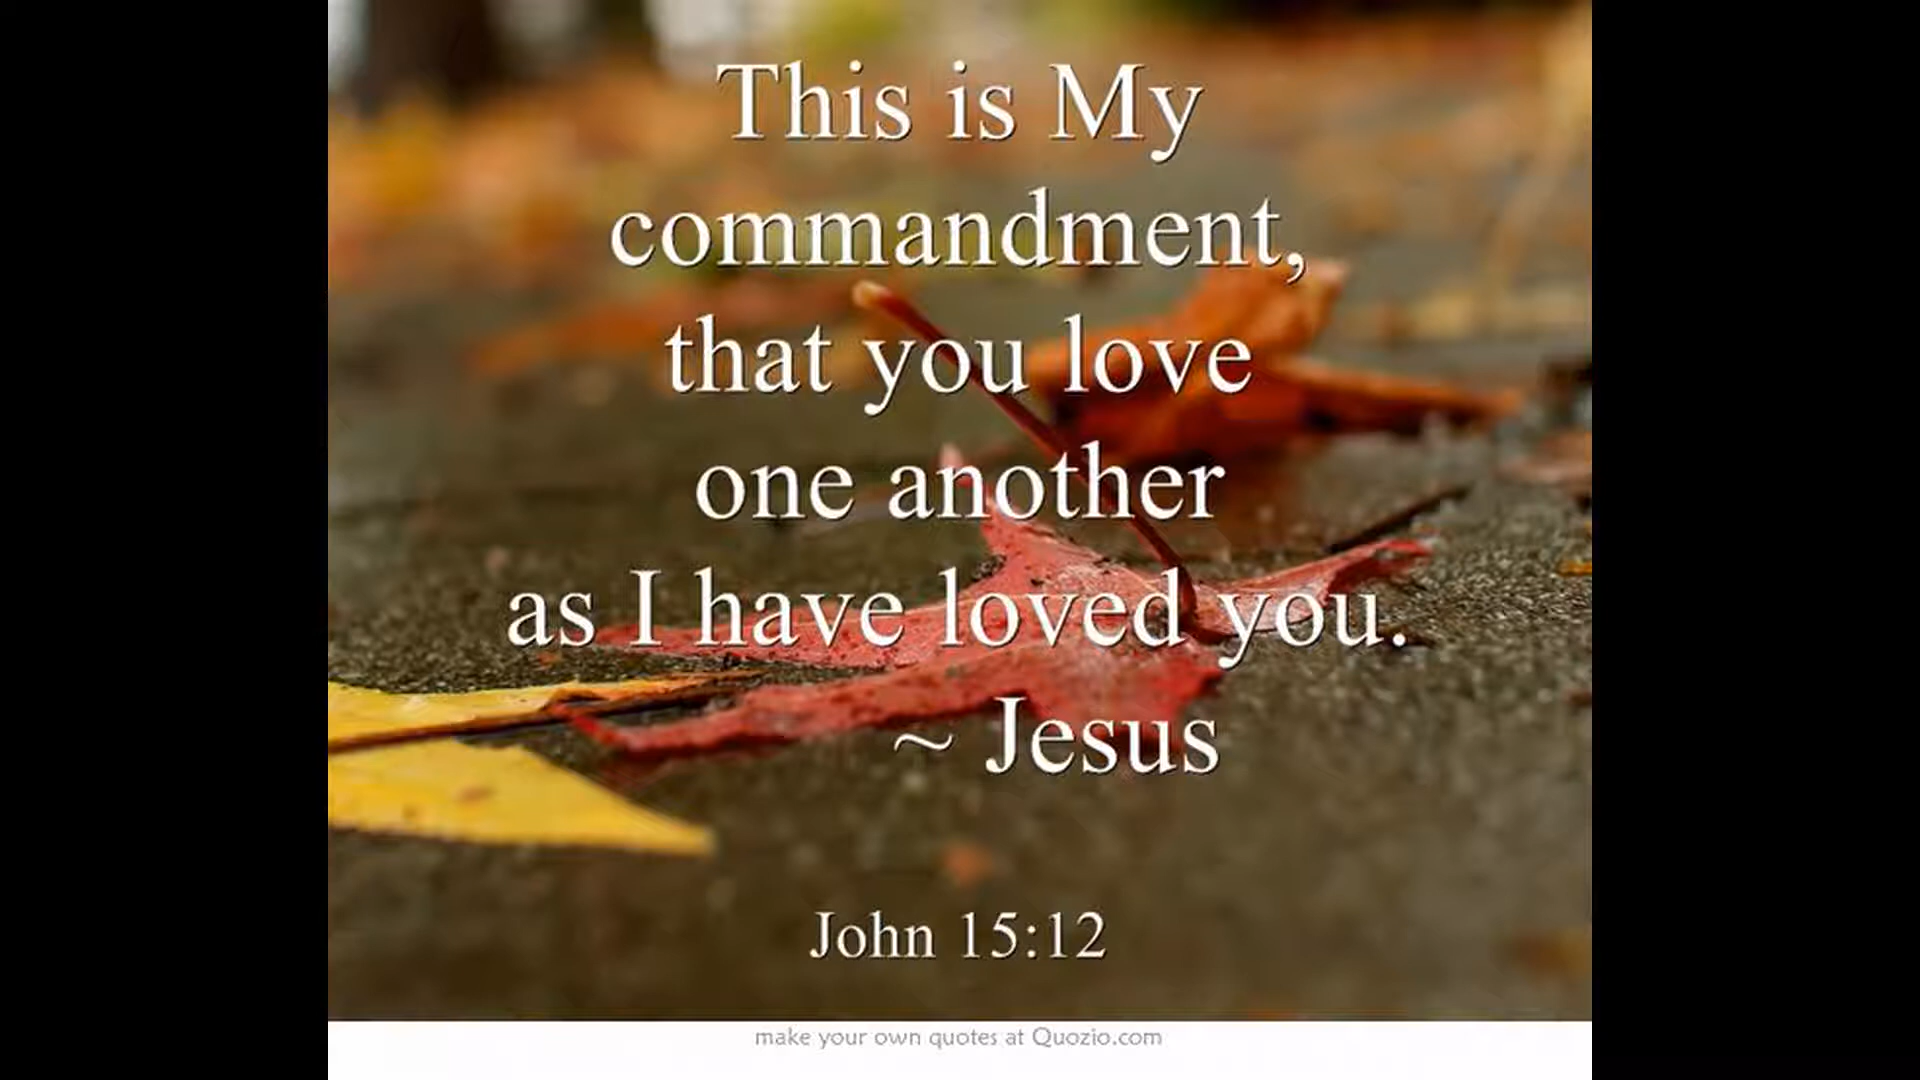 This is My
commandment,
that you love
one another
as I have loved you.
~ Jesus
John 15:12
make your own quotes at Quozio.com